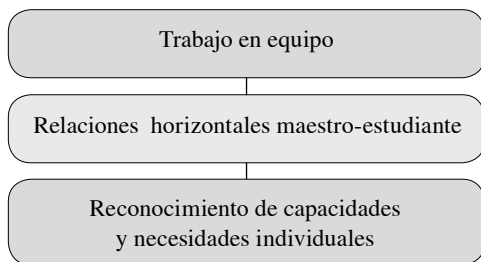 Trabajo en equipo
Relaciones horizontales maestro-estudiante
Reconocimiento de capacidades
y necesidades individuales